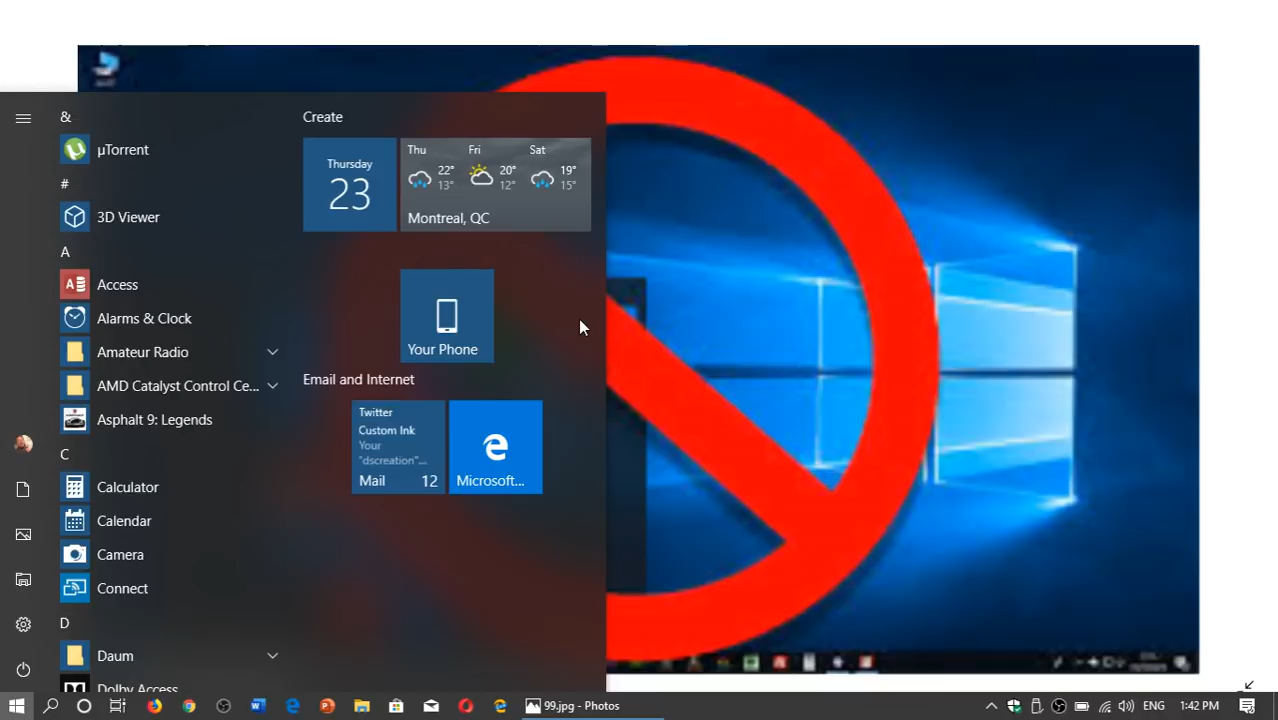 &
µTorrent
#
3D Viewer
A
Access
Alarms & Clock
Amateur Radio
AMD Catalyst Control Ce...
Asphalt 9: Legends
C
Calculator
Calendar
Camera
Connect
D
Daum
Dolby Access
Create
Thursday
23
Thu Fri Sat
22° 20° 19°
13° 12° 15°
Montreal, QC
Your Phone
Email and Internet
Twitter
Custom Ink
Your
"dscreation"...
Mail 12
Microsoft...
99.jpg - Photos
ENG
1:42 PM